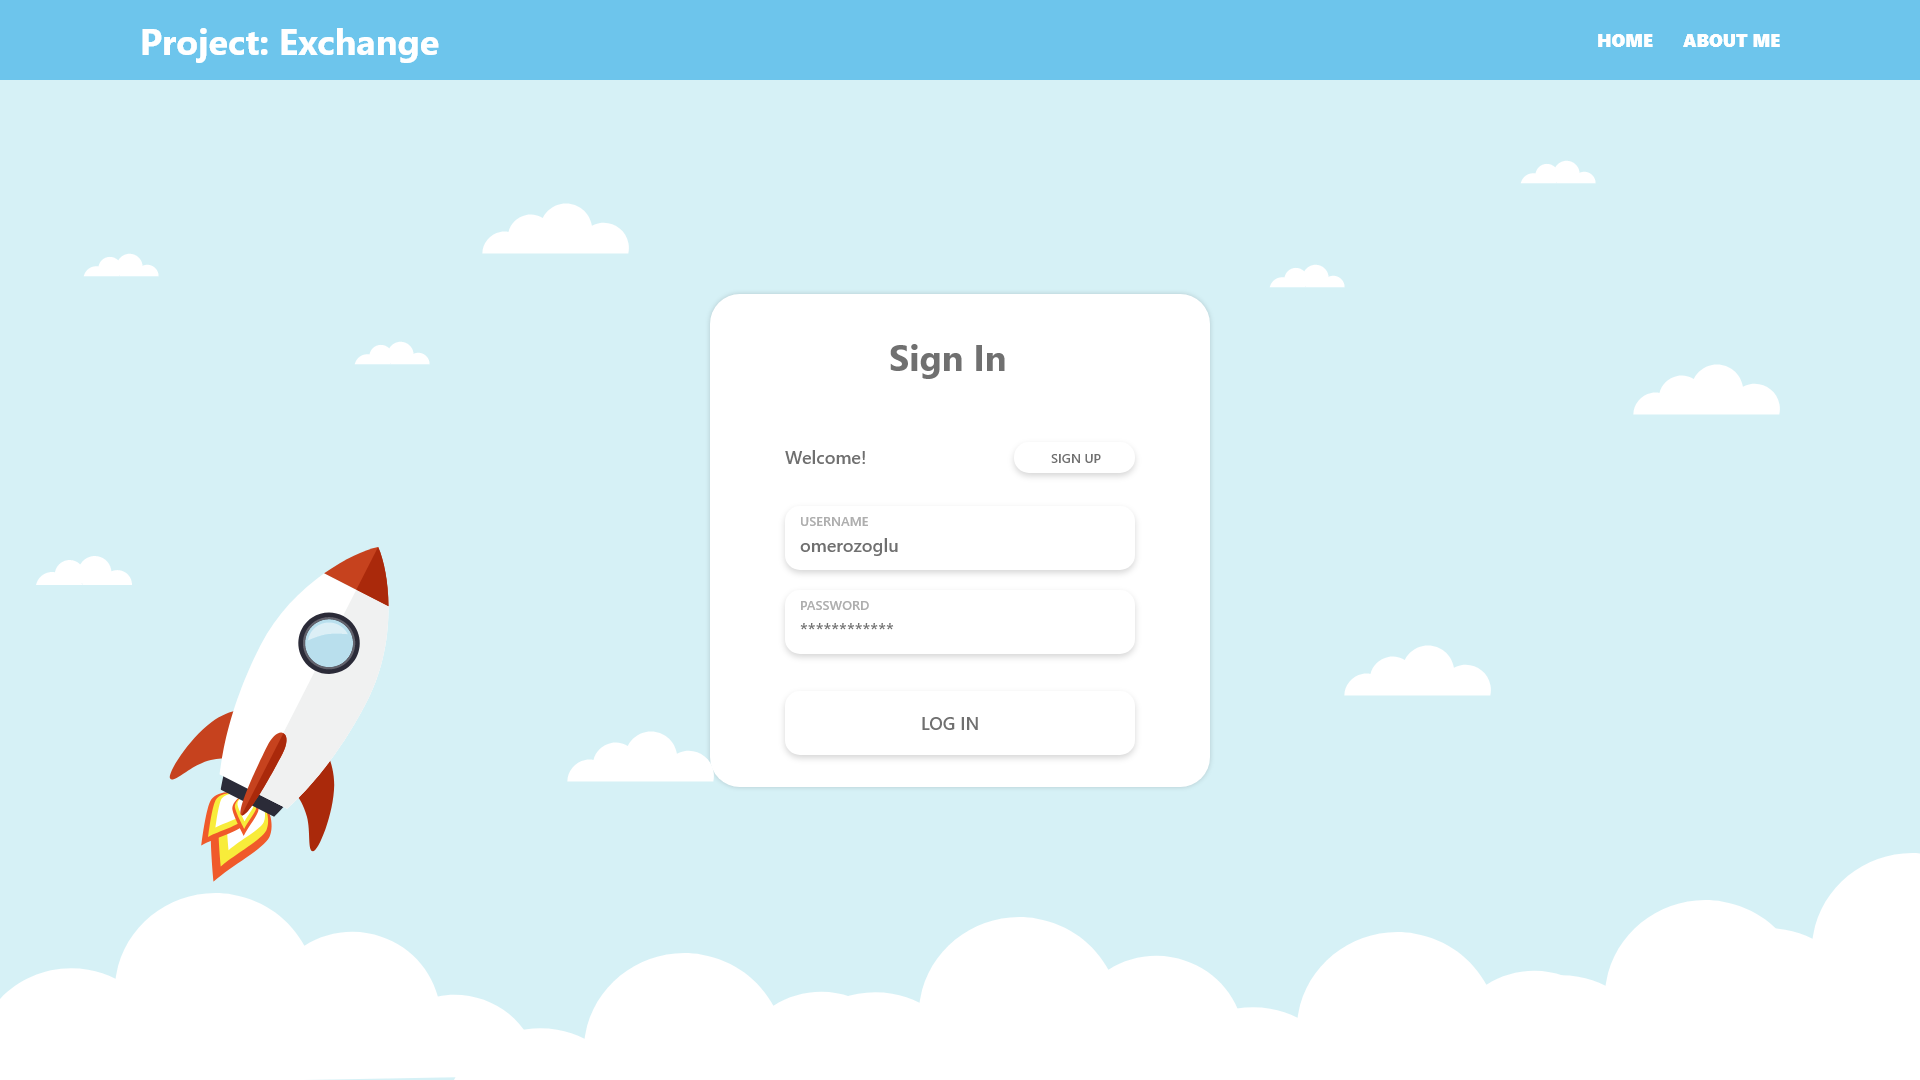 Project: Exchange
HOME
ABOUT ME
Sign In
Welcome!
SIGN UP
USERNAME
omerozoglu
PASSWORD
************
LOG IN